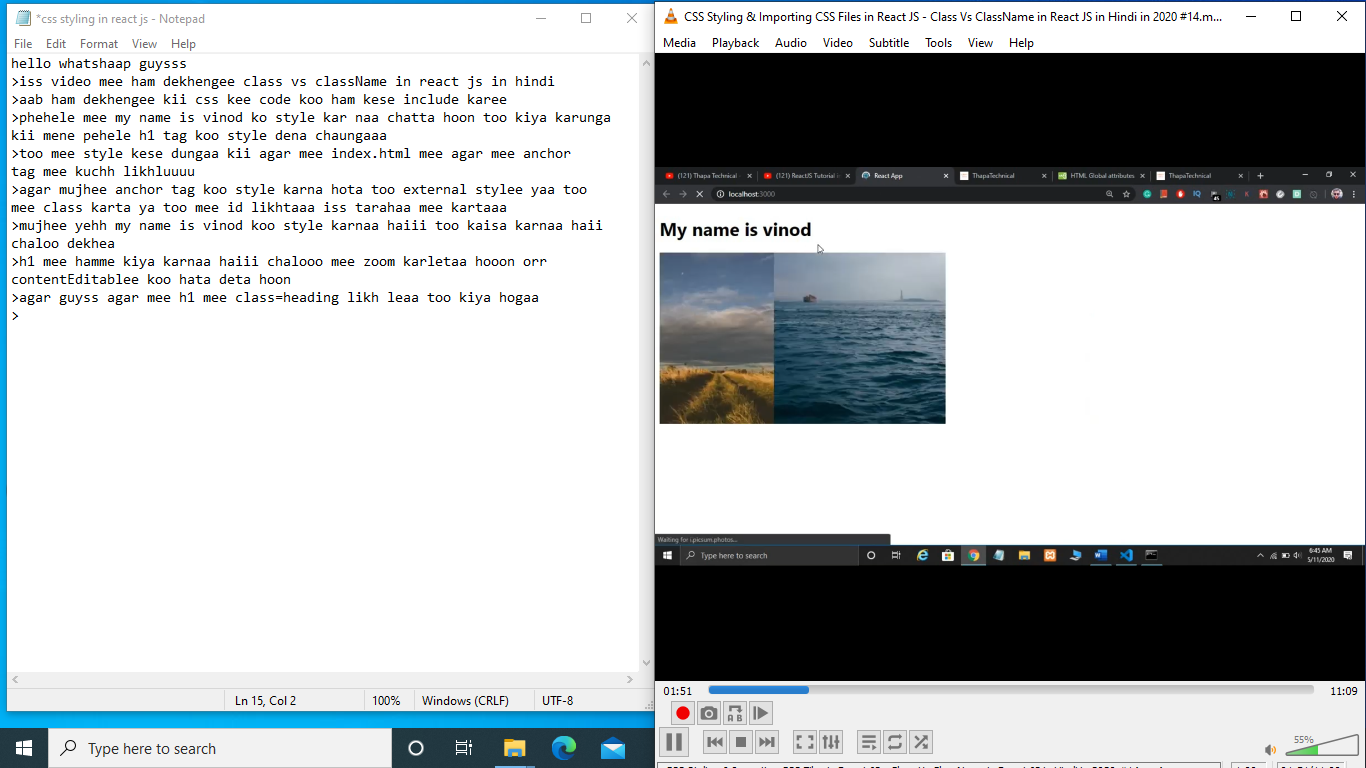 *css styling in react js - Notepad
File Edit Format View Help
hello whatshaap guysss
>iss video mee ham dekhengee class vs className in react js in hindi
>aab ham dekhengee kii css kee code koo ham kese include karee
>phehele mee my name is vinod ko style kar naa chatta hoon too kiya karunga
kii mene pehele h1 tag koo style dena chaungaaa
>too mee style kese dungaa kii agar mee index.html mee agar mee anchor
tag mee kuchh likhluuuu
>agar mujhee anchor tag koo style karna hota too external stylee yaa too
mee class karta ya too mee id likhtaaa iss tarahaa mee kartaaa
>mujhee yehh my name is vinod koo style karnaa haiii too kaisa karnaa haii
chaloo dekhea
>h1 mee hamme kiya karnaa haiii chalooo mee zoom karletaa hooon orr
contentEditablee koo hata deta hoon
>agar guyss agar mee h1 mee class=heading likh leaa too kiya hogaa
>
Ln 15, Col 2 100% Windows (CRLF) UTF-8
Type here to search
CSS Styling & Importing CSS Files in React JS - Class Vs ClassName in React JS in Hindi in 2020 #14.m...
Media Playback Audio Video Subtitle Tools View Help
(121) Thapa Technical - (121) ReactJS Tutorial i React App ThapaTechnical HTML Global attributes ThapaTechnical
localhost:3000
My name is vinod
Waiting for i.picsum.photos...
Type here to search
6:45 AM
5/11/2020
01:51 11:09
55%